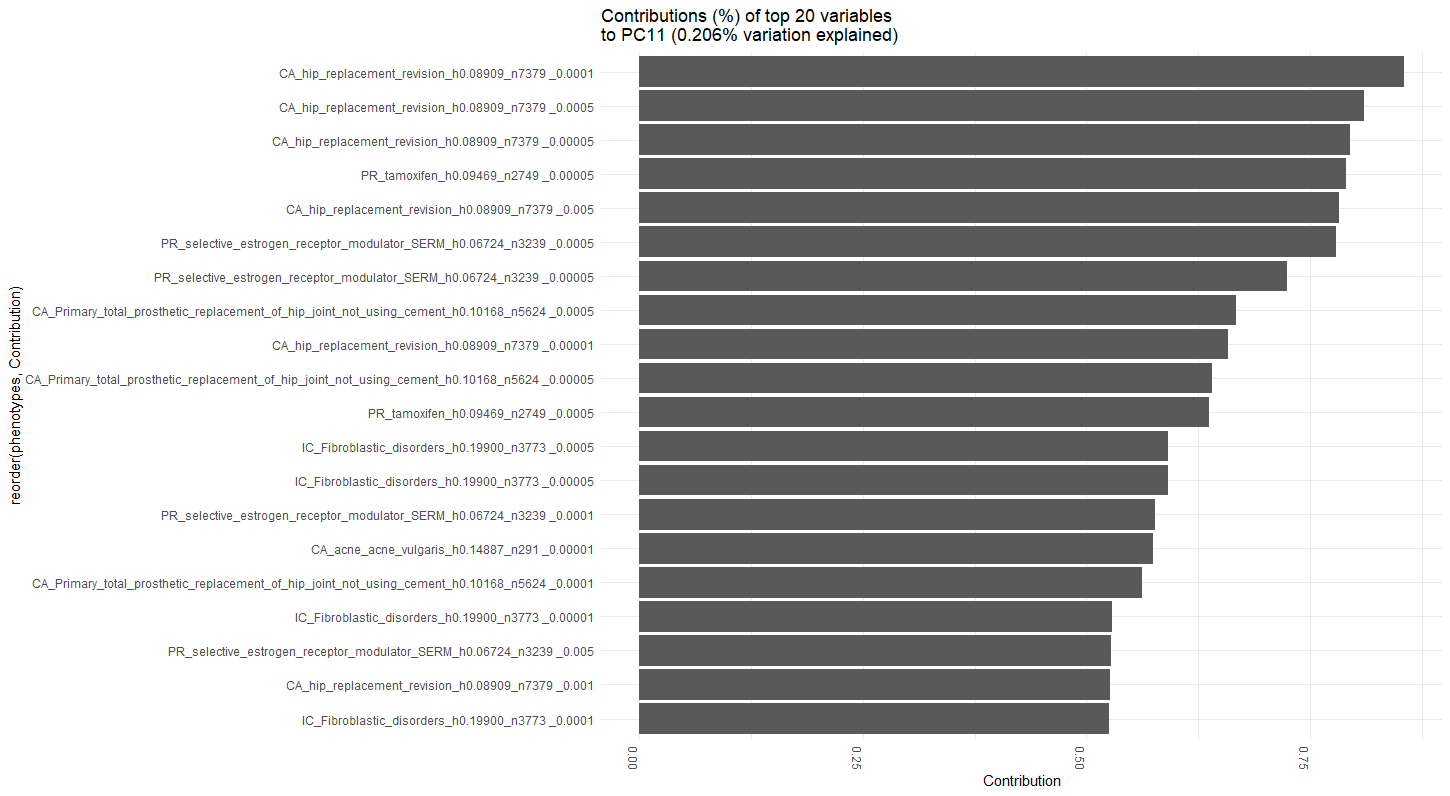 Contributions (%) of top 20 variables
to PC11 (0.206% variation explained)
reorder(phenotypes, Contribution)
CA_hip_replacement_revision_h0.08909_n7379 _0.0001
CA_hip_replacement_revision_h0.08909_n7379 _0.0005
CA_hip_replacement_revision_h0.08909_n7379 _0.00005
PR_tamoxifen_h0.09469_n2749 _0.00005
CA_hip_replacement_revision_h0.08909_n7379 _0.005
PR_selective_estrogen_receptor_modulator_SERM_h0.06724_n3239 _0.0005
PR_selective_estrogen_receptor_modulator_SERM_h0.06724_n3239 _0.00005
CA_Primary_total_prosthetic_replacement_of_hip_joint_not_using_cement_h0.10168_n5624 _0.0005
CA_hip_replacement_revision_h0.08909_n7379 _0.00001
CA_Primary_total_prosthetic_replacement_of_hip_joint_not_using_cement_h0.10168_n5624 _0.00005
PR_tamoxifen_h0.09469_n2749 _0.0005
IC_Fibroblastic_disorders_h0.19900_n3773 _0.0005
IC_Fibroblastic_disorders_h0.19900_n3773 _0.00005
PR_selective_estrogen_receptor_modulator_SERM_h0.06724_n3239 _0.0001
CA_acne_acne_vulgaris_h0.14887_n291 _0.00001
CA_Primary_total_prosthetic_replacement_of_hip_joint_not_using_cement_h0.10168_n5624 _0.0001
IC_Fibroblastic_disorders_h0.19900_n3773 _0.00001
PR_selective_estrogen_receptor_modulator_SERM_h0.06724_n3239 _0.005
CA_hip_replacement_revision_h0.08909_n7379 _0.001
IC_Fibroblastic_disorders_h0.19900_n3773 _0.0001
0.00
0.25
0.50
0.75
Contribution